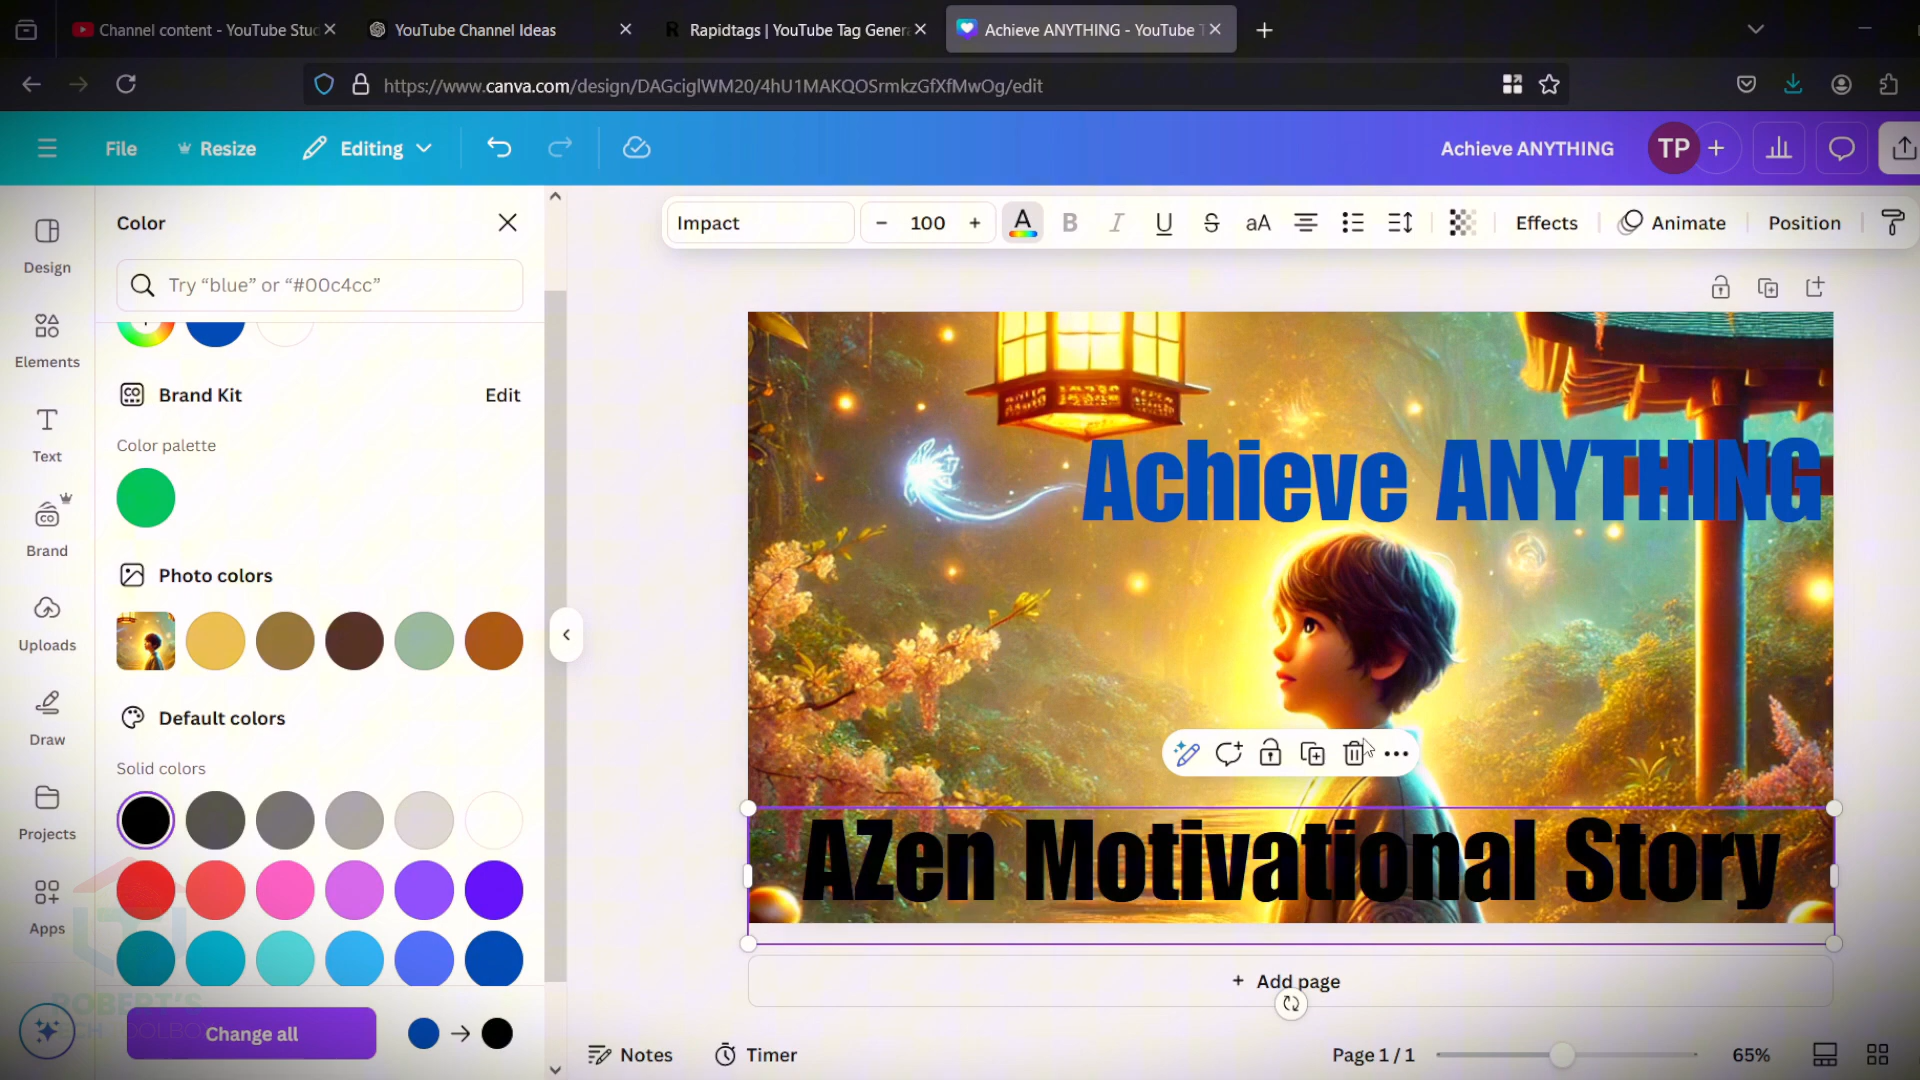 Channel content - YouTube Stuc
YouTube Channel Ideas
Rapidtags | YouTube Tag Gener
Achieve ANYTHING - YouTube T
https://www.canva.com/design/DAGciglWM20/4hU1MAKQOSrmkzGfXfMwOg/edit
File
Resize
Editing
Achieve ANYTHING
TP
Color
Impact
100
aA
Effects
Animate
Position
Try “blue” or “#00c4cc”
Design
Elements
Text
Brand
Uploads
Draw
Projects
Apps
Brand Kit
Edit
Color palette
Photo colors
Default colors
Solid colors
Change all
ROBERT'S
Achieve ANYTHING
AZen Motivational Story
+ Add page
Notes
Timer
Page 1 / 1
65%